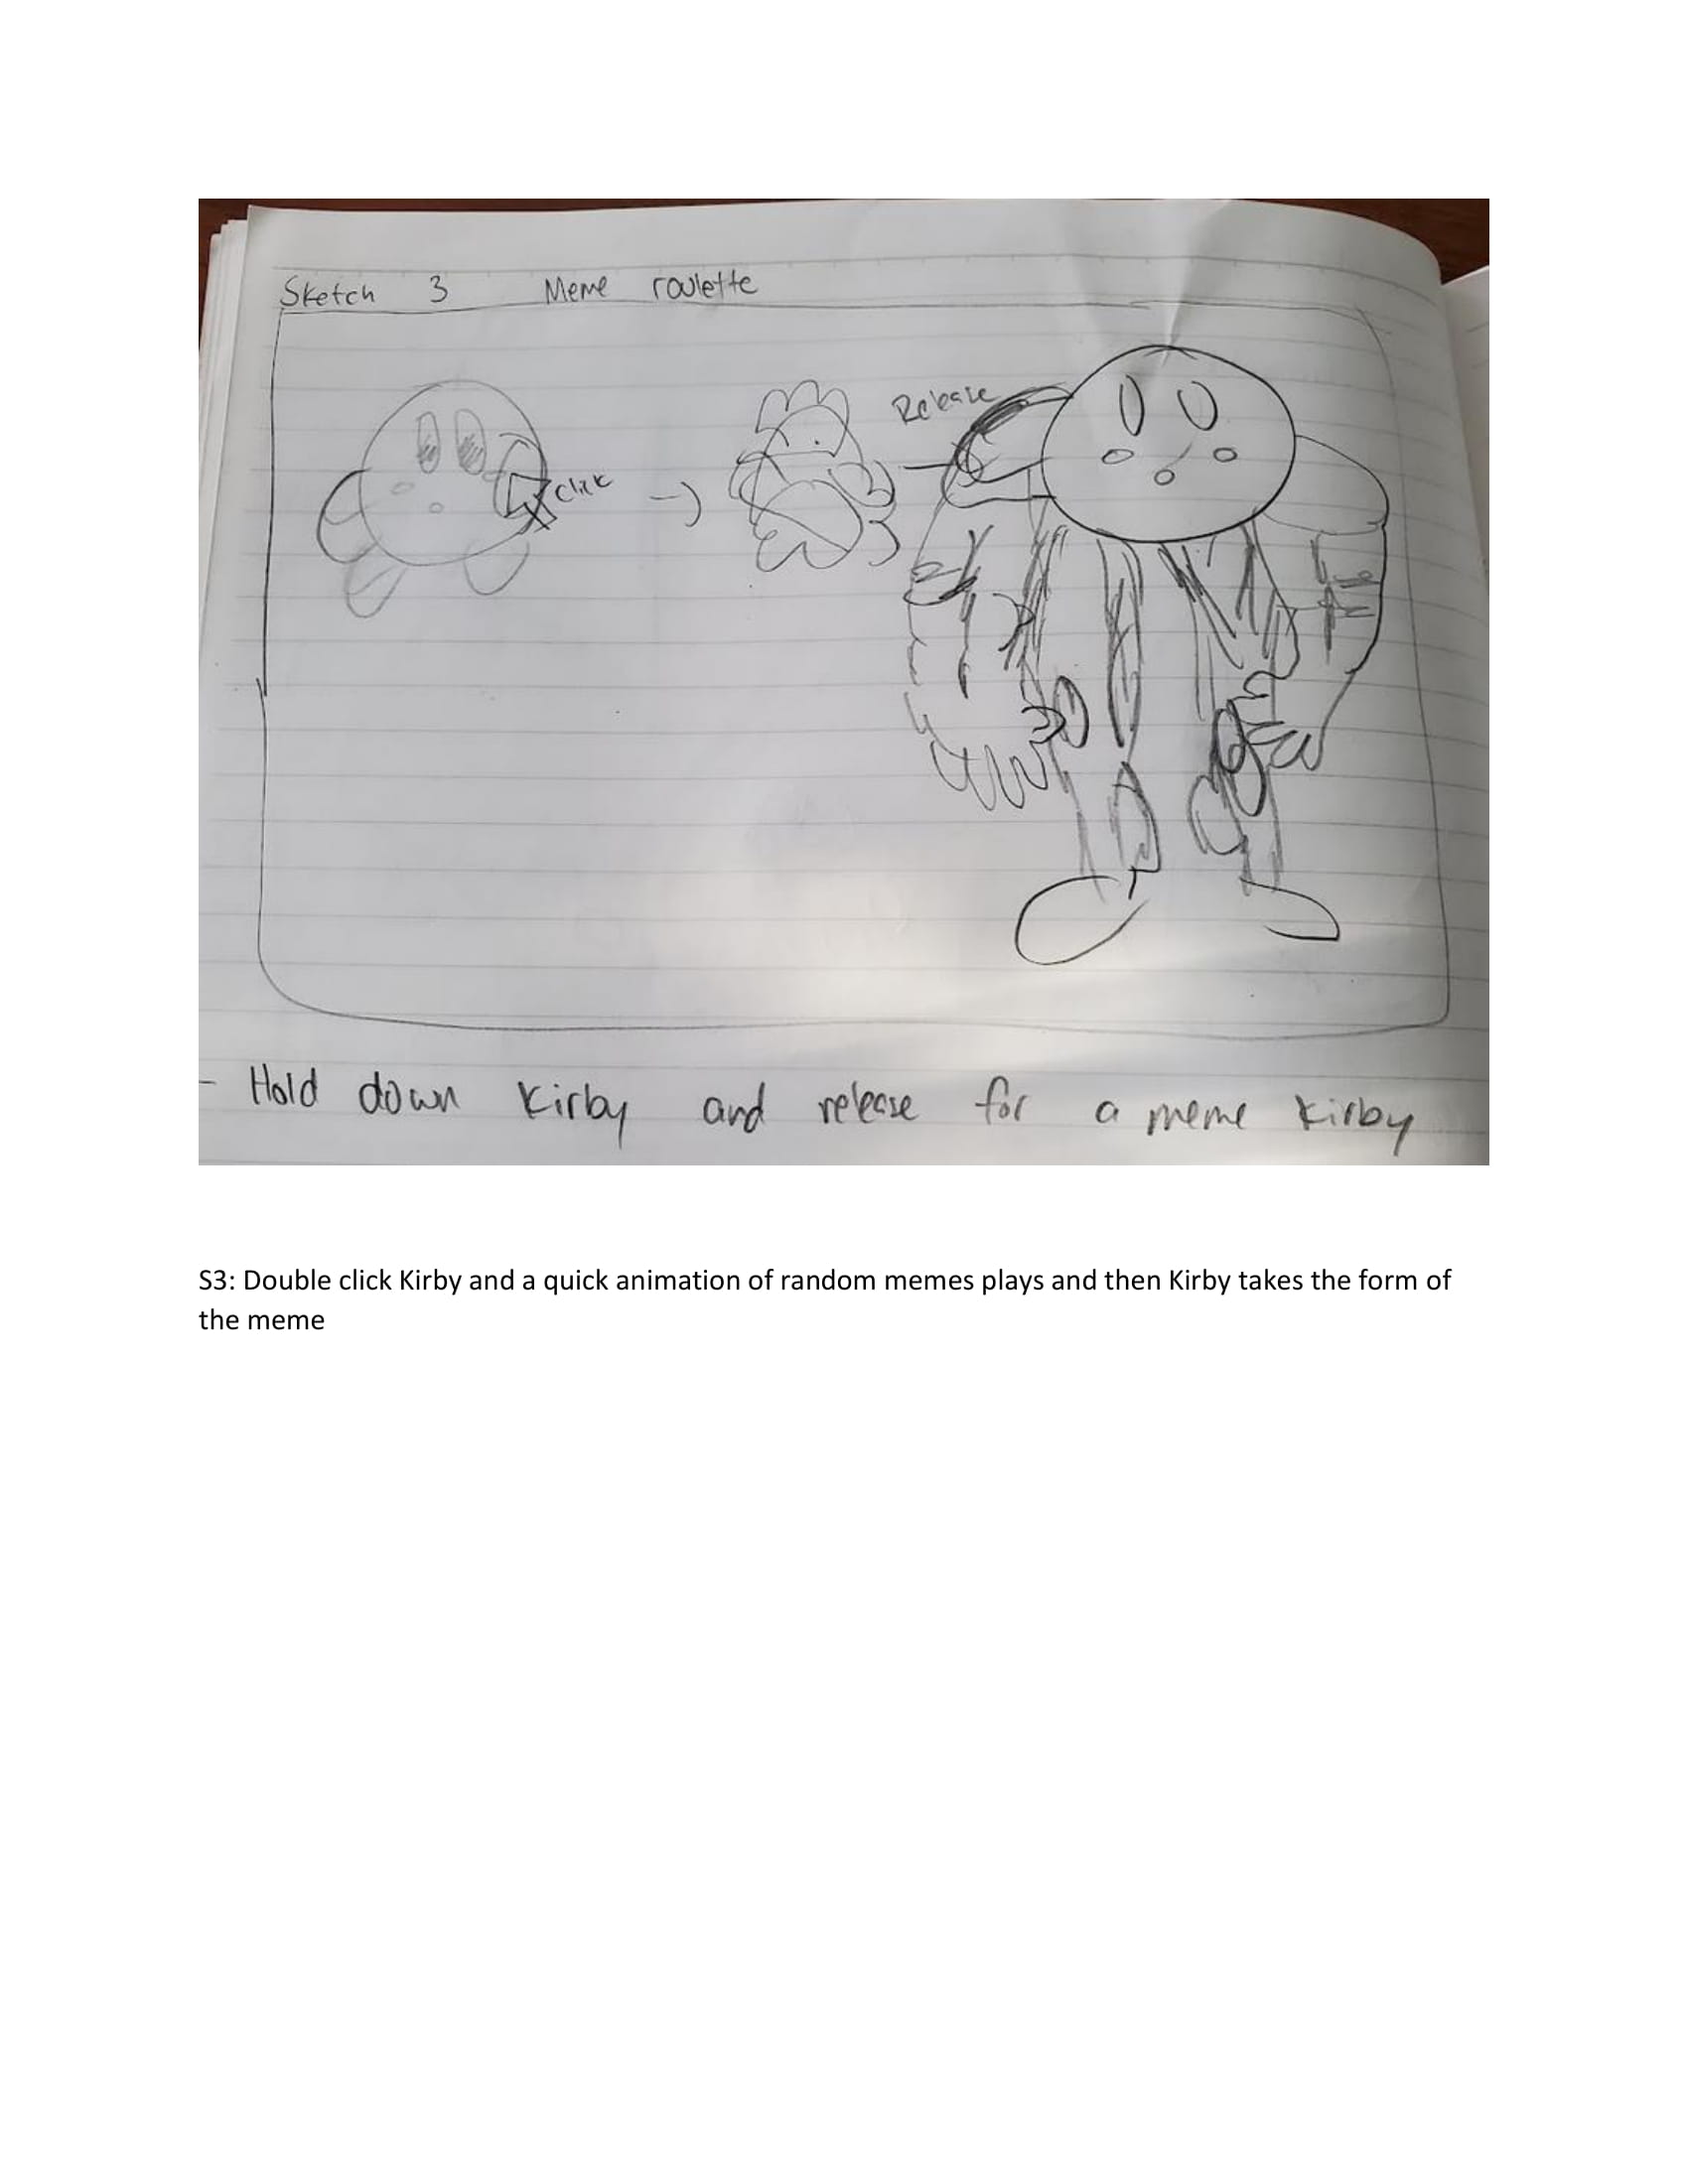 Sketch 3 Meme roulette
Click
Release
- Hold down Kirby and release for a meme Kirby
S3: Double click Kirby and a quick animation of random memes plays and then Kirby takes the form of
the meme